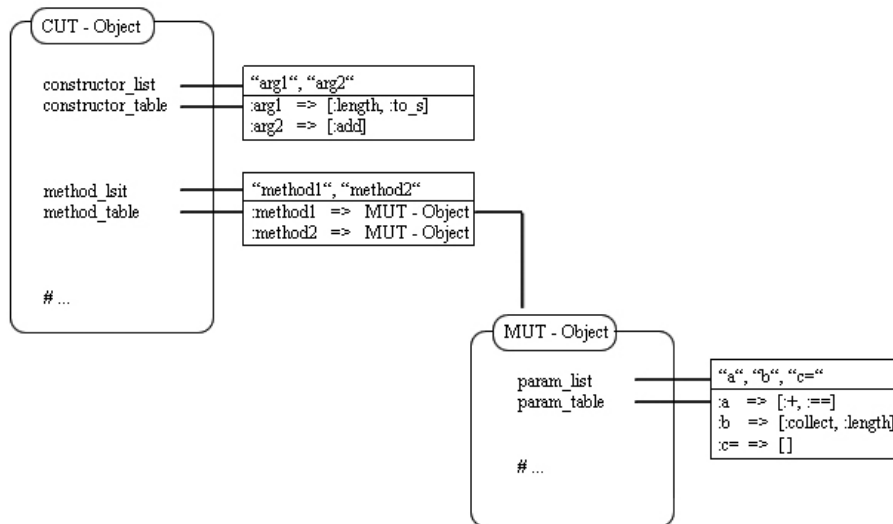 CUT - Object
constructor_list
“arg1“, “arg2“
constructor_table
:arg1 => [:length, :to_s]
:arg2 => [:add]
method_lsit
“method1“, “method2“
method_table
:method1 => MUT - Object
:method2 => MUT - Object
# ...
MUT - Object
param_list
“a“, “b“, “c=“
param_table
:a => [:+, :==]
:b => [:collect, :length]
:c= => [ ]
# ...